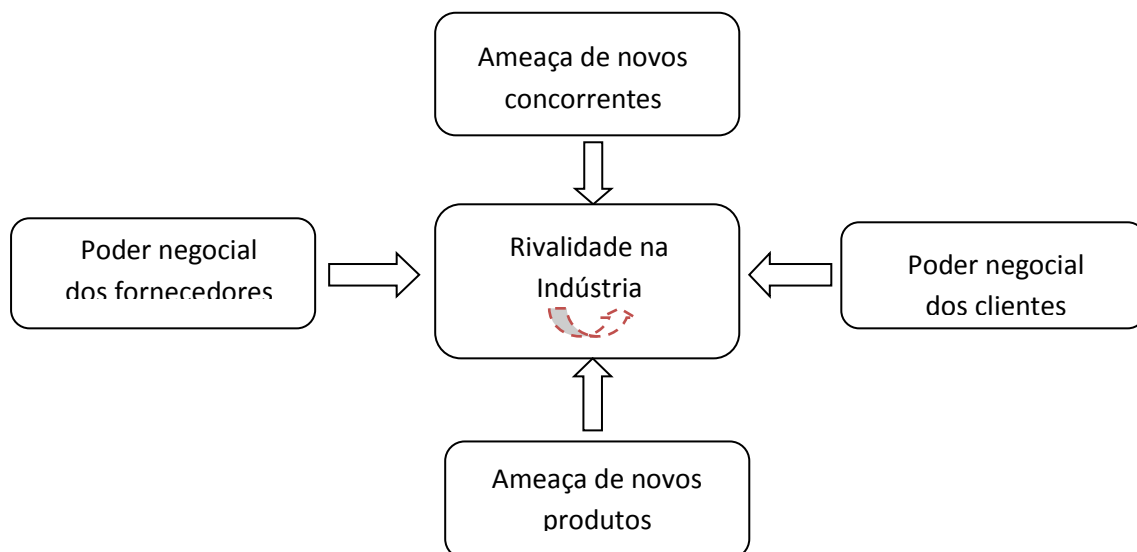 Ameaça de novos
concorrentes
Poder negocial
dos fornecedores
Rivalidade na
Indústria
Poder negocial
dos clientes
Ameaça de novos
produtos